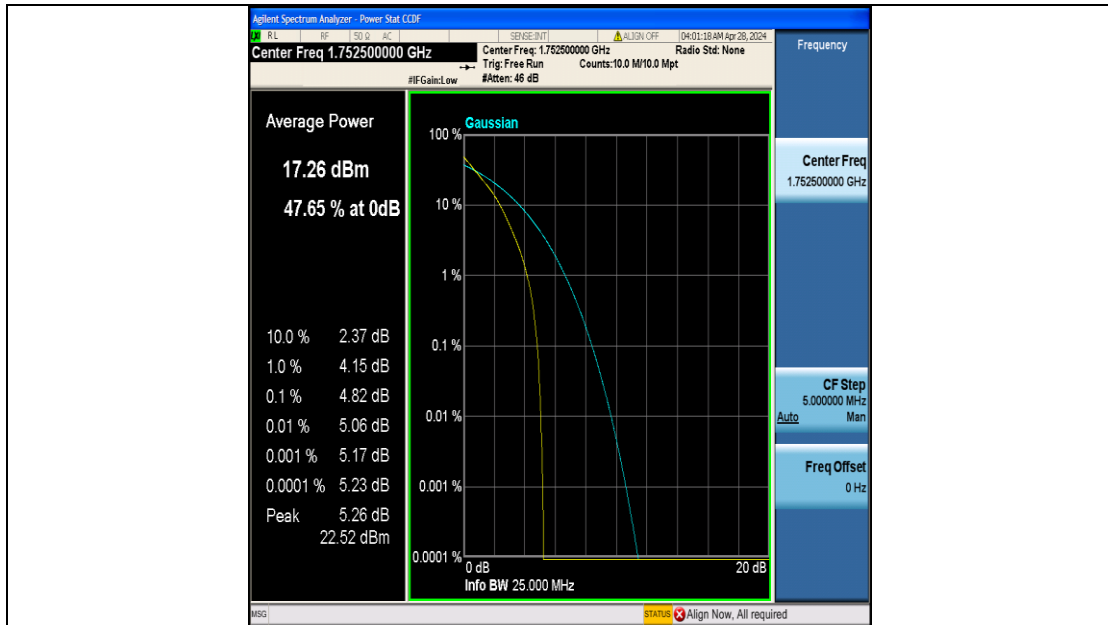 Agilent Spectrum Analyzer - Power Stat CCDF
RL RF 50 Ω AC SENSE:INT ALIGN OFF 04:01:18 AM Apr 28, 2024
Center Freq 1.752500000 GHz
Center Freq: 1.752500000 GHz Radio Std: None
Trig: Free Run Counts:10.0 M/10.0 Mpt
#IFGain:Low #Atten: 46 dB
Frequency
Average Power
17.26 dBm
47.65 % at 0dB
10.0 % 2.37 dB
1.0 % 4.15 dB
0.1 % 4.82 dB
0.01 % 5.06 dB
0.001 % 5.17 dB
0.0001 % 5.23 dB
Peak 5.26 dB
22.52 dBm
Gaussian
100 %
10 %
1 %
0.1 %
0.01 %
0.001 %
0.0001 %
0 dB 20 dB
Info BW 25.000 MHz
Center Freq
1.752500000 GHz
CF Step
5.000000 MHz
Auto Man
Freq Offset
0 Hz
MSG STATUS Align Now, All required